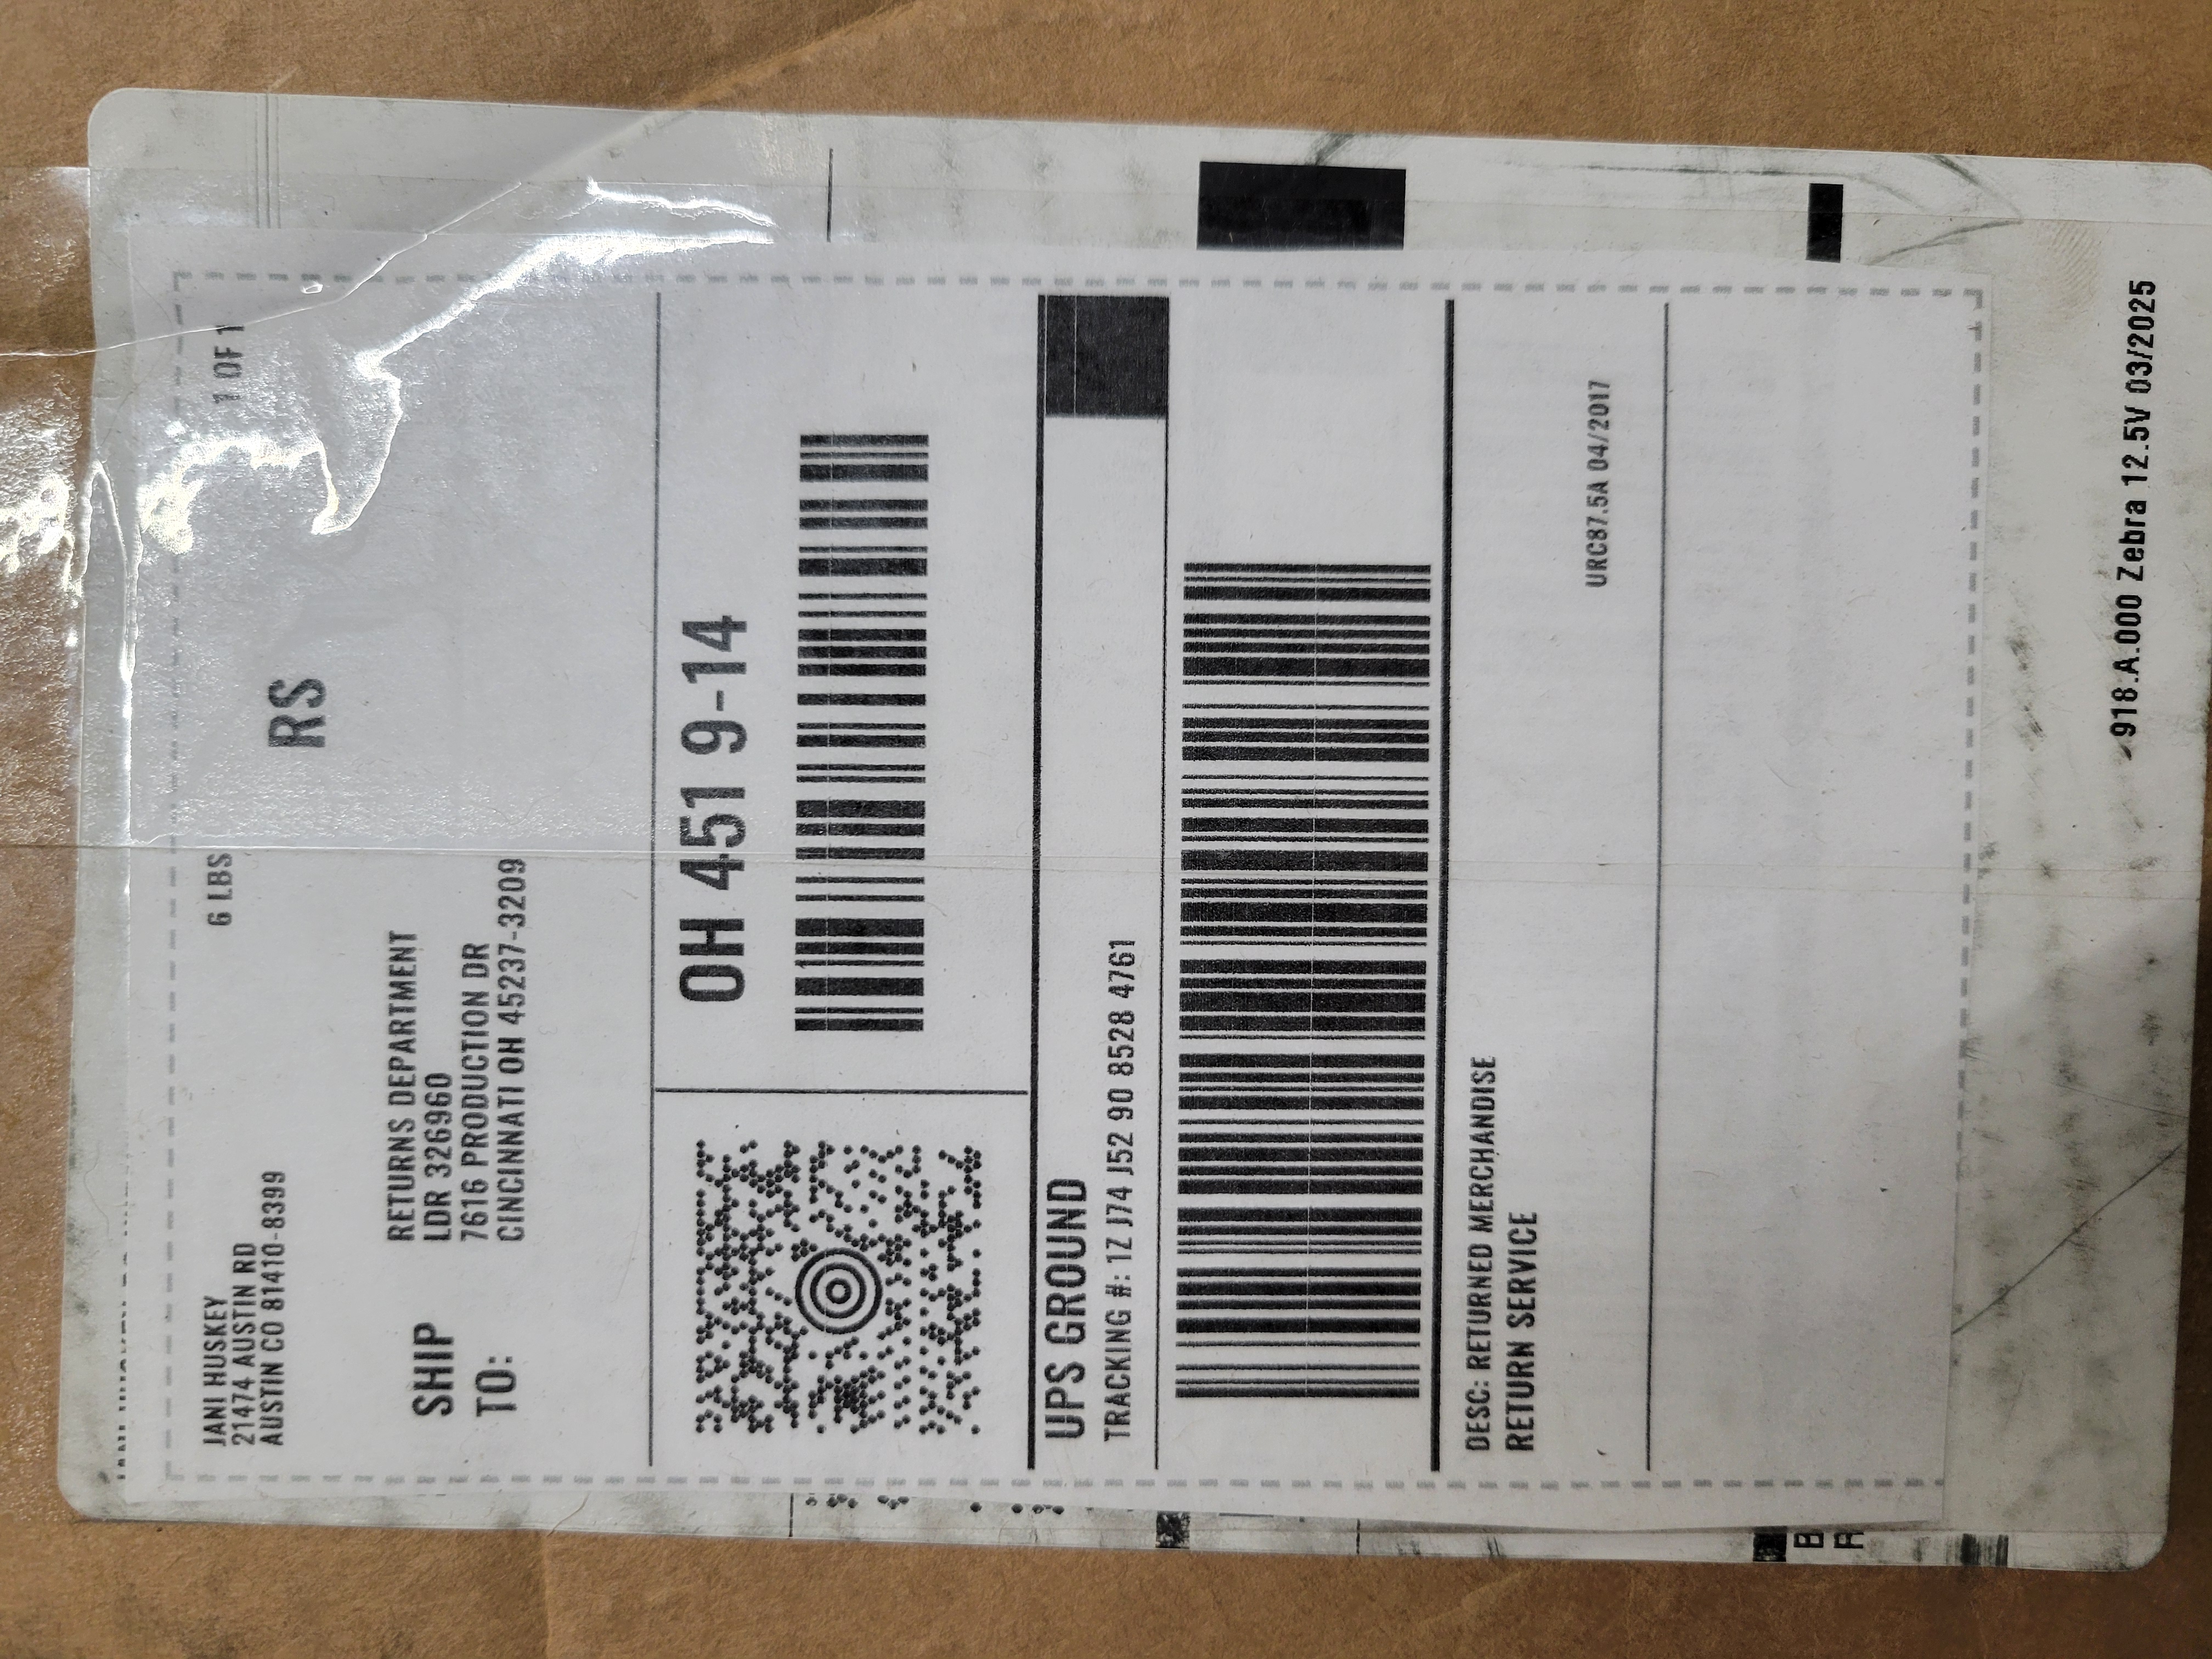 JANI HUSKEY
21474 AUSTIN RD
AUSTIN CO 81410-8399
6 LBS
1 OF 1
RS
SHIP
TO:
RETURNS DEPARTMENT
LDR 326960
7616 PRODUCTION DR
CINCINNATI OH 45237-3209
OH 451 9-14
UPS GROUND
TRACKING #: 1Z J74 J52 90 8528 4761
DESC: RETURNED MERCHANDISE
RETURN SERVICE
URC87.5A 04/2017
B
R
918.A.000 Zebra 12.5V 03/2025